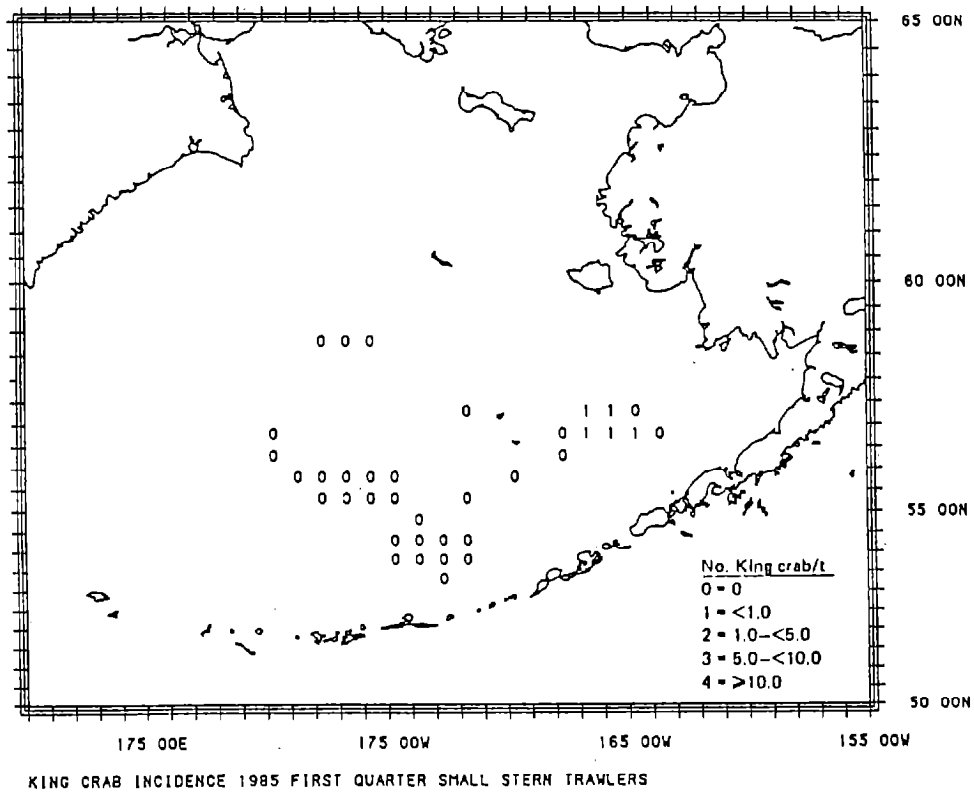 65 00N
60 00N
0 0 0
0 1 1 0
0 0 1 1 1 0
0 0
0 0 0 0 0 0
0 0 0 0 0
55 00N
0
0 0 0 0
0 0 0 0
0
No. King crab/t
0 = 0
1 = <1.0
2 = 1.0-<5.0
3 = 5.0-<10.0
4 = ≥10.0
50 00N
175 00E 175 00W 165 00W 155 00W
KING CRAB INCIDENCE 1985 FIRST QUARTER SMALL STERN TRAWLERS